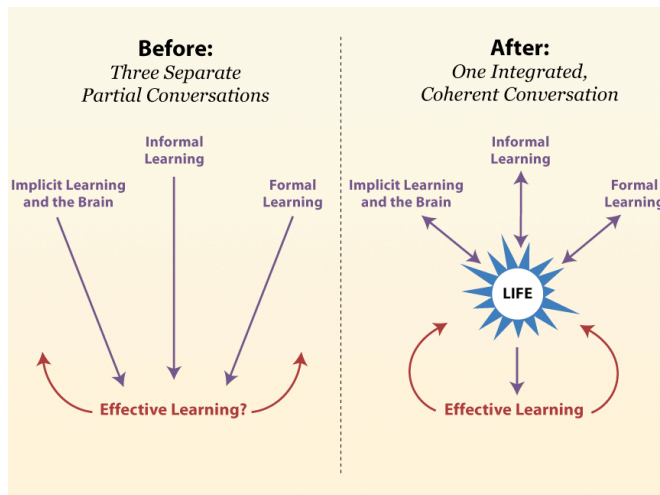 Before:
Three Separate
Partial Conversations
Informal
Learning
Implicit Learning
and the Brain
Formal
Learning
Effective Learning?
After:
One Integrated,
Coherent Conversation
Informal
Learning
Implicit Learning
and the Brain
Formal
Learning
LIFE
Effective Learning